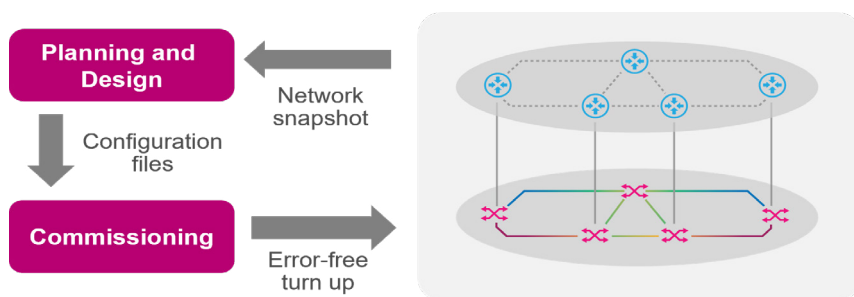 Planning and
Design
Network
snapshot
Configuration
files
Commissioning
Error-free
turn up